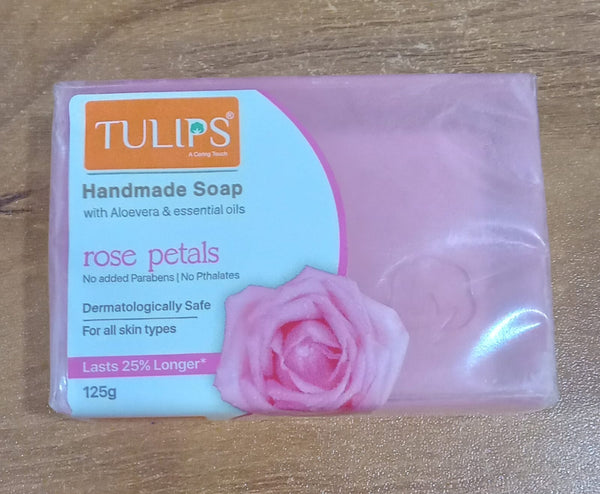 TULIPS®
A Caring Touch
Handmade Soap
with Aloevera & essential oils
rose petals
No added Parabens | No Pthalates
Dermatologically Safe
For all skin types
Lasts 25% Longer*
125g